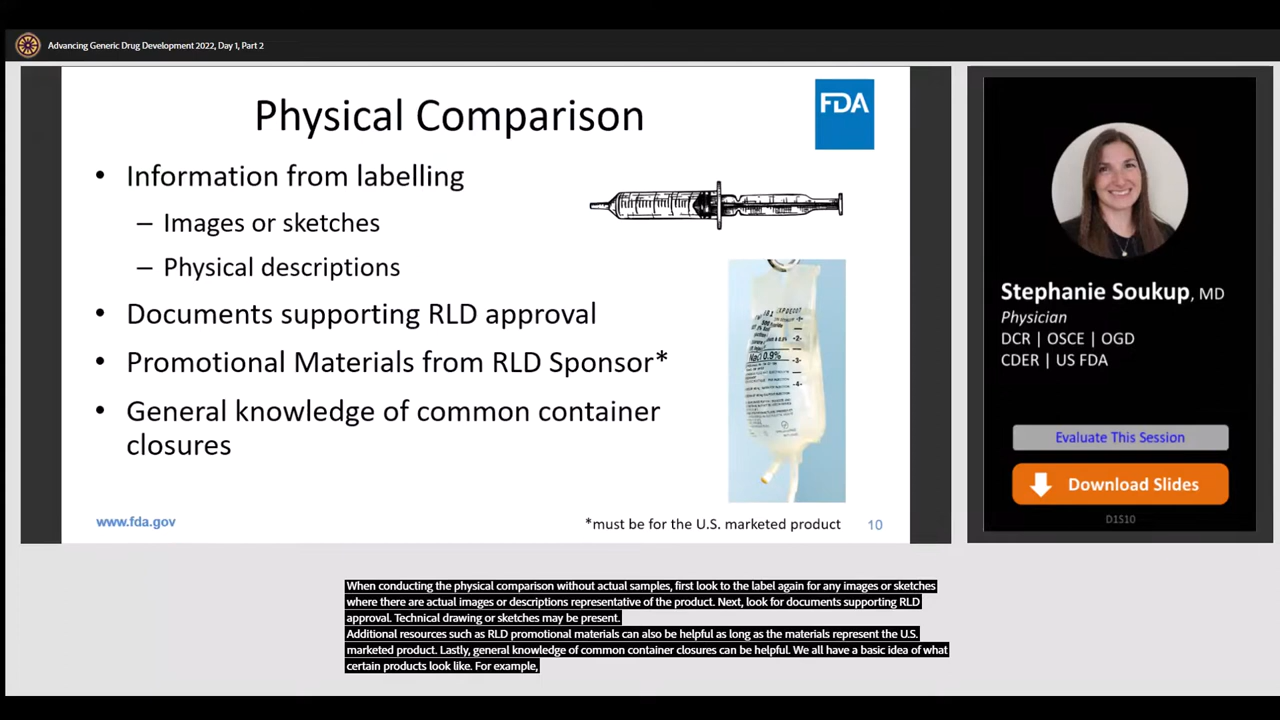 Advancing Generic Drug Development 2022, Day 1, Part 2
Physical Comparison
FDA
• Information from labelling
– Images or sketches
– Physical descriptions
• Documents supporting RLD approval
• Promotional Materials from RLD Sponsor*
• General knowledge of common container
closures
NaCl 0.9%
-1-
-2-
-3-
-4-
www.fda.gov
*must be for the U.S. marketed product
10
Stephanie Soukup, MD
Physician
DCR | OSCE | OGD
CDER | US FDA
Evaluate This Session
Download Slides
D1S10
When conducting the physical comparison without actual samples, first look to the label again for any images or sketches
where there are actual images or descriptions representative of the product. Next, look for documents supporting RLD
approval. Technical drawing or sketches may be present.
Additional resources such as RLD promotional materials can also be helpful as long as the materials represent the U.S.
marketed product. Lastly, general knowledge of common container closures can be helpful. We all have a basic idea of what
certain products look like. For example,